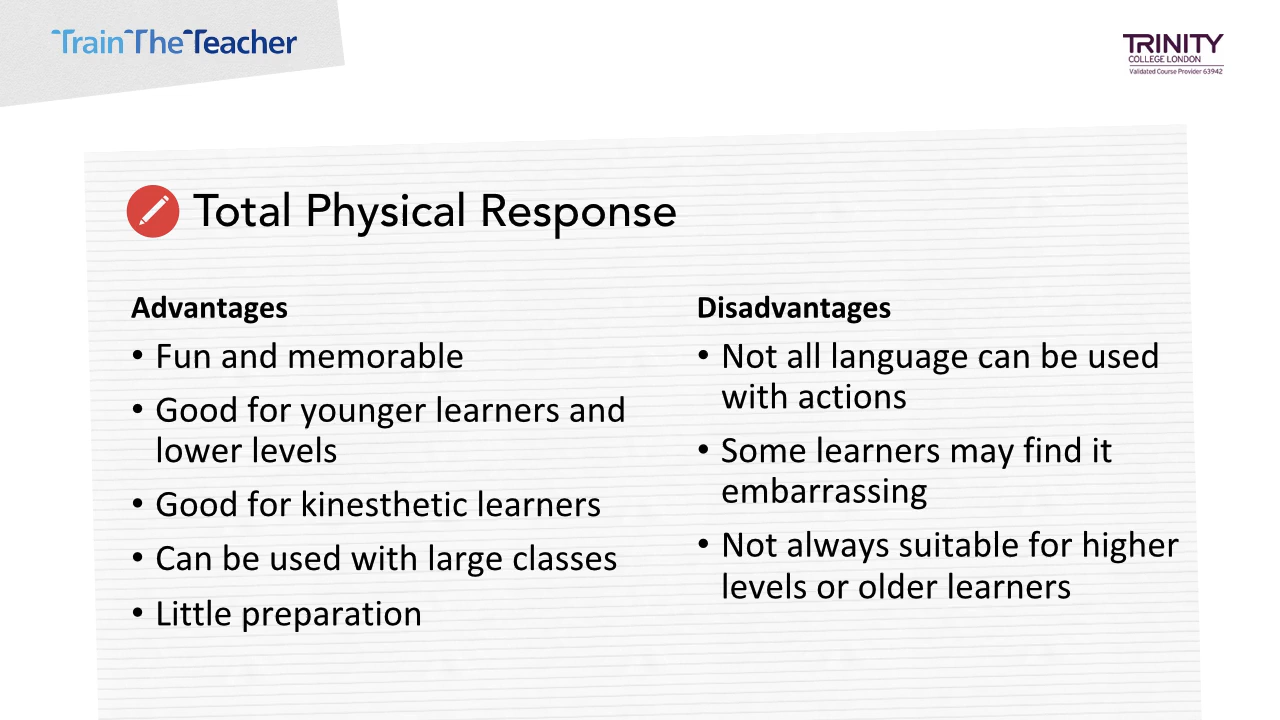 TrainTheTeacher
TRINITY
COLLEGE LONDON
Validated Course Provider 63942
Total Physical Response
Advantages
• Fun and memorable
• Good for younger learners and
lower levels
• Good for kinesthetic learners
• Can be used with large classes
• Little preparation
Disadvantages
• Not all language can be used
with actions
• Some learners may find it
embarrassing
• Not always suitable for higher
levels or older learners